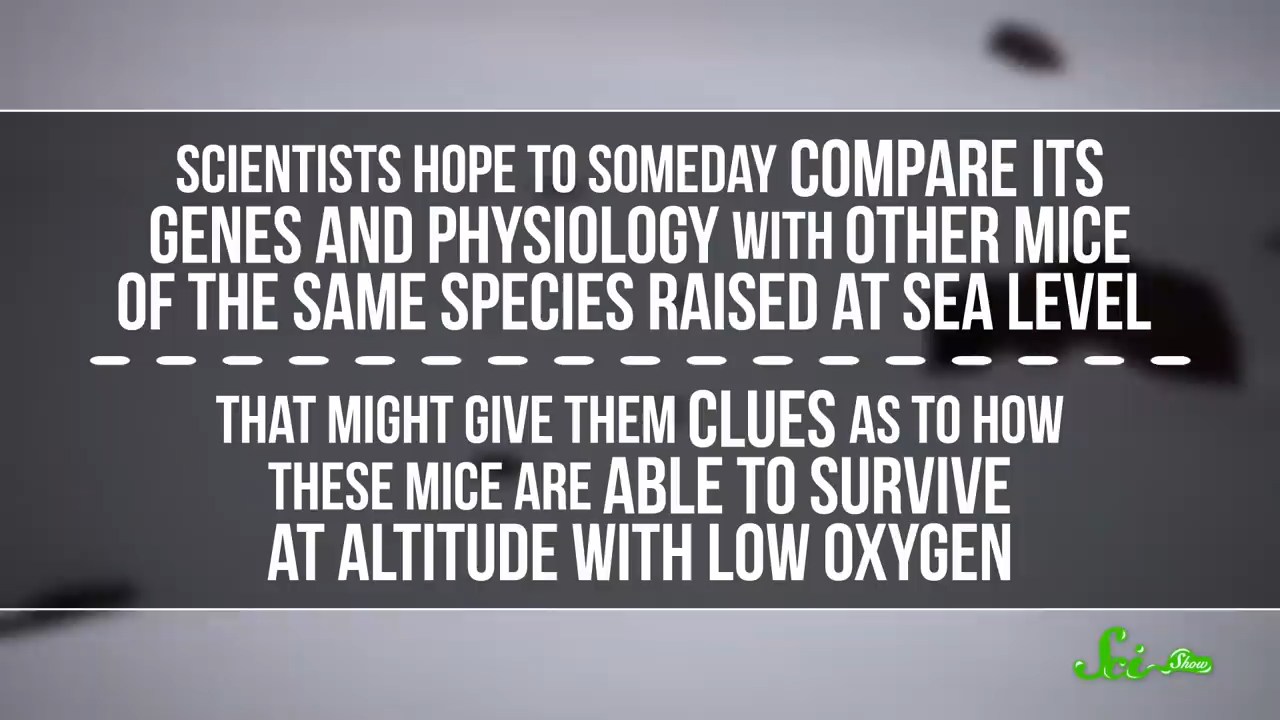 SCIENTISTS HOPE TO SOMEDAY COMPARE ITS
GENES AND PHYSIOLOGY WITH OTHER MICE
OF THE SAME SPECIES RAISED AT SEA LEVEL
THAT MIGHT GIVE THEM CLUES AS TO HOW
THESE MICE ARE ABLE TO SURVIVE
AT ALTITUDE WITH LOW OXYGEN
Sci Show